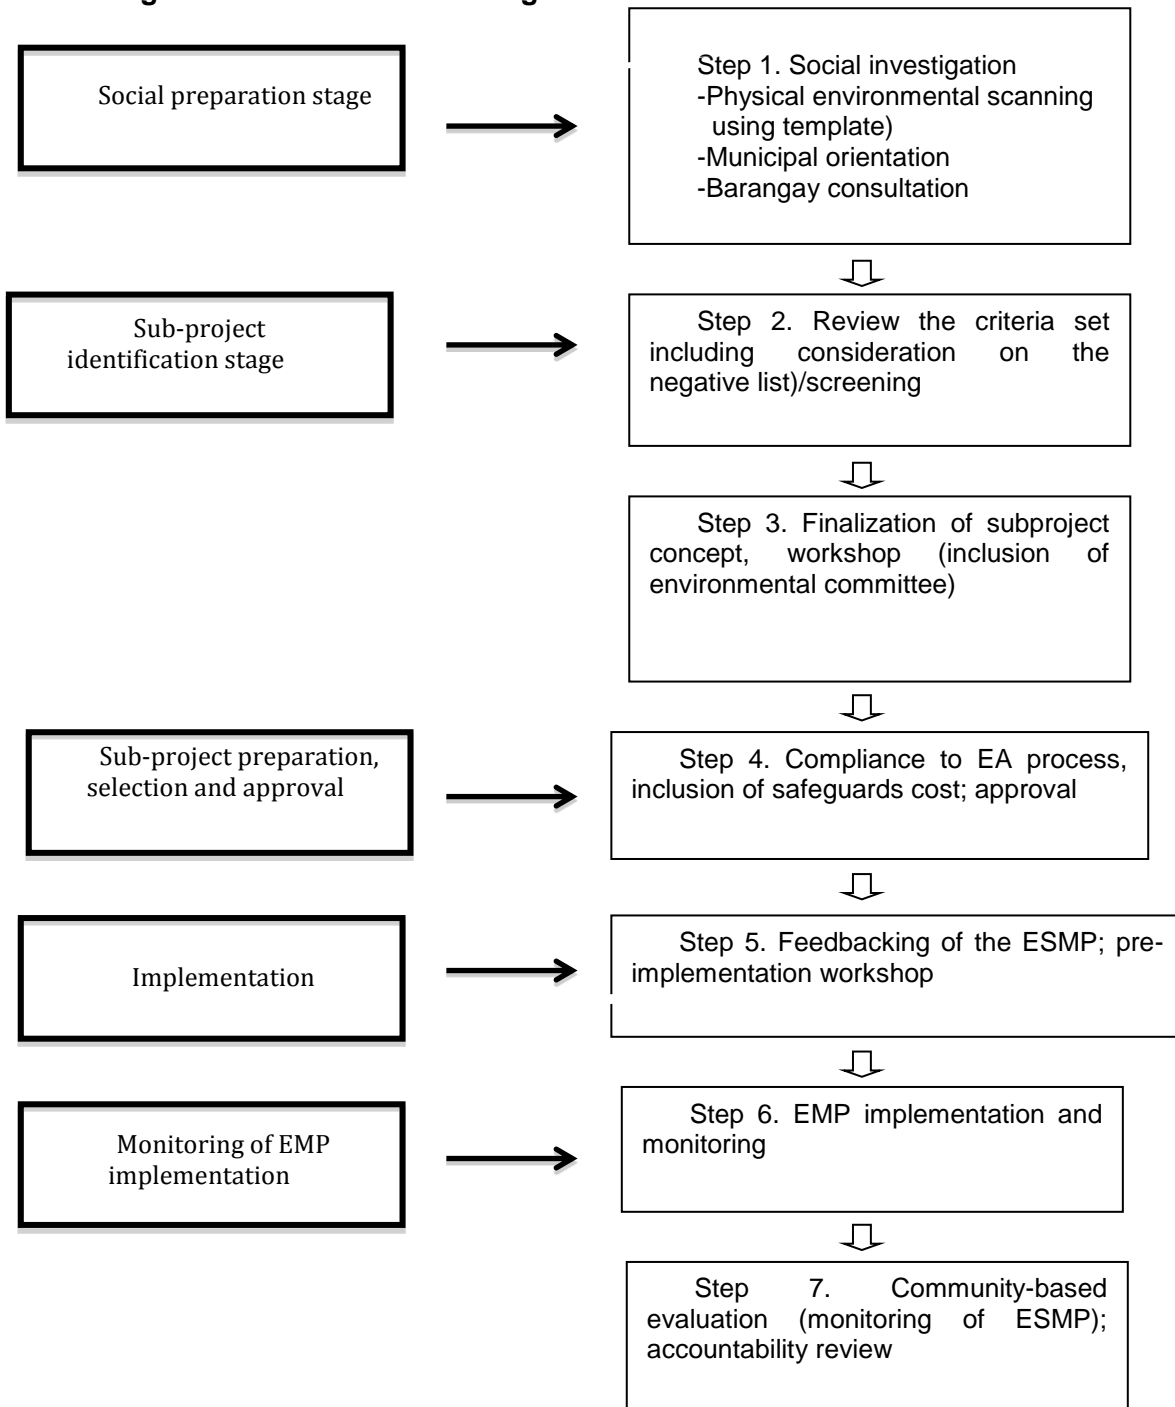 Social preparation stage
Step 1. Social investigation
-Physical environmental scanning
using template)
-Municipal orientation
-Barangay consultation
Sub-project
identification stage
Step 2. Review the criteria set
including consideration on the
negative list)/screening
Step 3. Finalization of subproject
concept, workshop (inclusion of
environmental committee)
Sub-project preparation,
selection and approval
Step 4. Compliance to EA process,
inclusion of safeguards cost; approval
Implementation
Step 5. Feedbacking of the ESMP; pre-
implementation workshop
Monitoring of EMP
implementation
Step 6. EMP implementation and
monitoring
Step 7. Community-based
evaluation (monitoring of ESMP);
accountability review